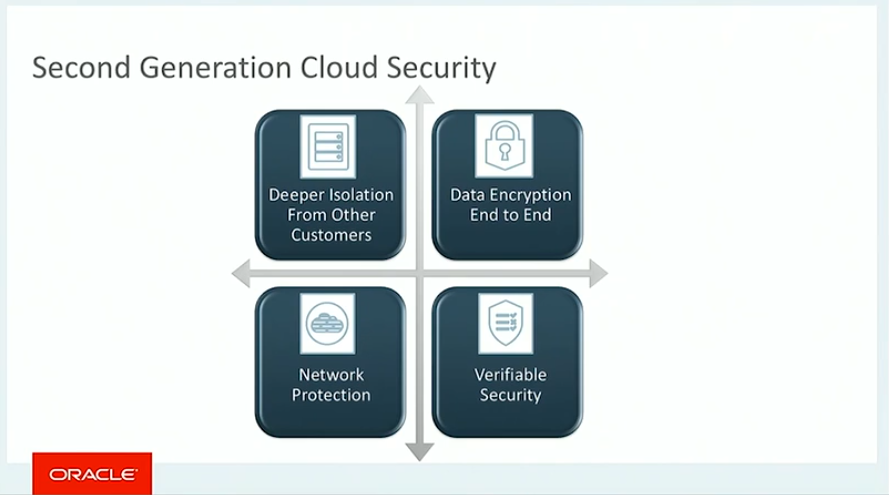 Second Generation Cloud Security
Deeper Isolation
From Other
Customers
Data Encryption
End to End
Network
Protection
Verifiable
Security
ORACLE